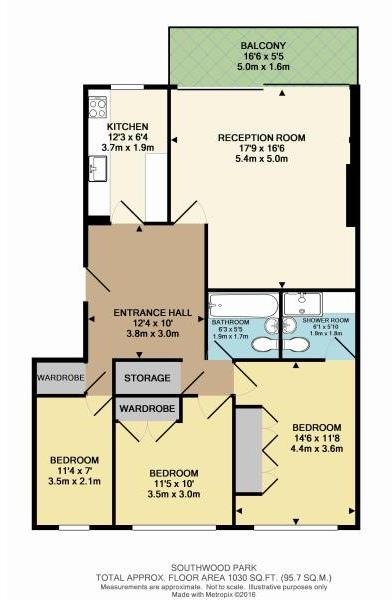 BALCONY
16'6 x 5'5
5.0m x 1.6m
KITCHEN
12'3 x 6'4
3.7m x 1.9m
RECEPTION ROOM
17'9 x 16'6
5.4m x 5.0m
ENTRANCE HALL
12'4 x 10'
3.8m x 3.0m
BATHROOM
6'3 x 5'5
1.9m x 1.7m
SHOWER ROOM
6'1 x 5'10
1.9m x 1.8m
WARDROBE
STORAGE
WARDROBE
BEDROOM
11'4 x 7'
3.5m x 2.1m
BEDROOM
11'5 x 10'
3.5m x 3.0m
BEDROOM
14'6 x 11'8
4.4m x 3.6m
SOUTHWOOD PARK
TOTAL APPROX. FLOOR AREA 1030 SQ.FT. (95.7 SQ.M.)
Measurements are approximate. Not to scale. Illustrative purposes only
Made with Metropix ©2016